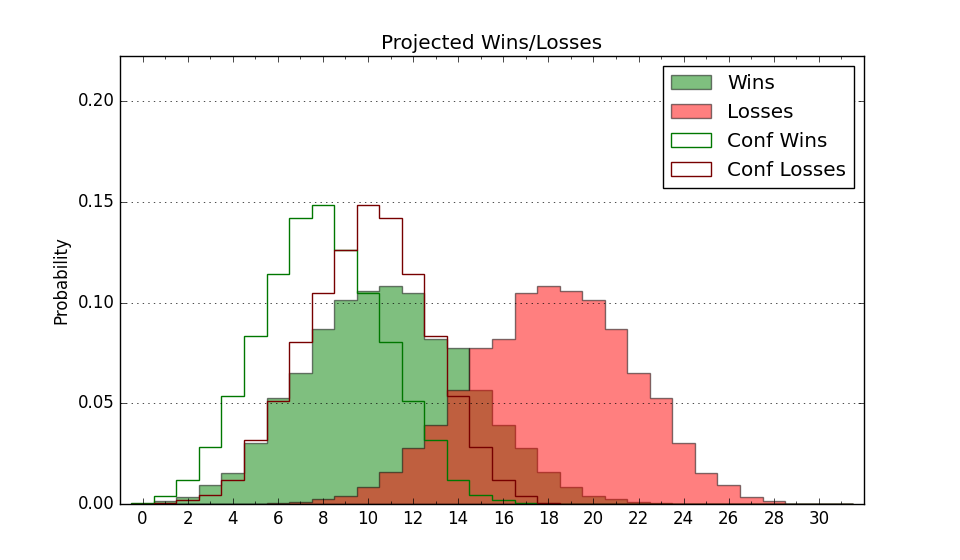 Projected Wins/Losses
Wins
Losses
Conf Wins
Conf Losses
Probability
0.20
0.15
0.10
0.05
0.00
0 2 4 6 8 10 12 14 16 18 20 22 24 26 28 30